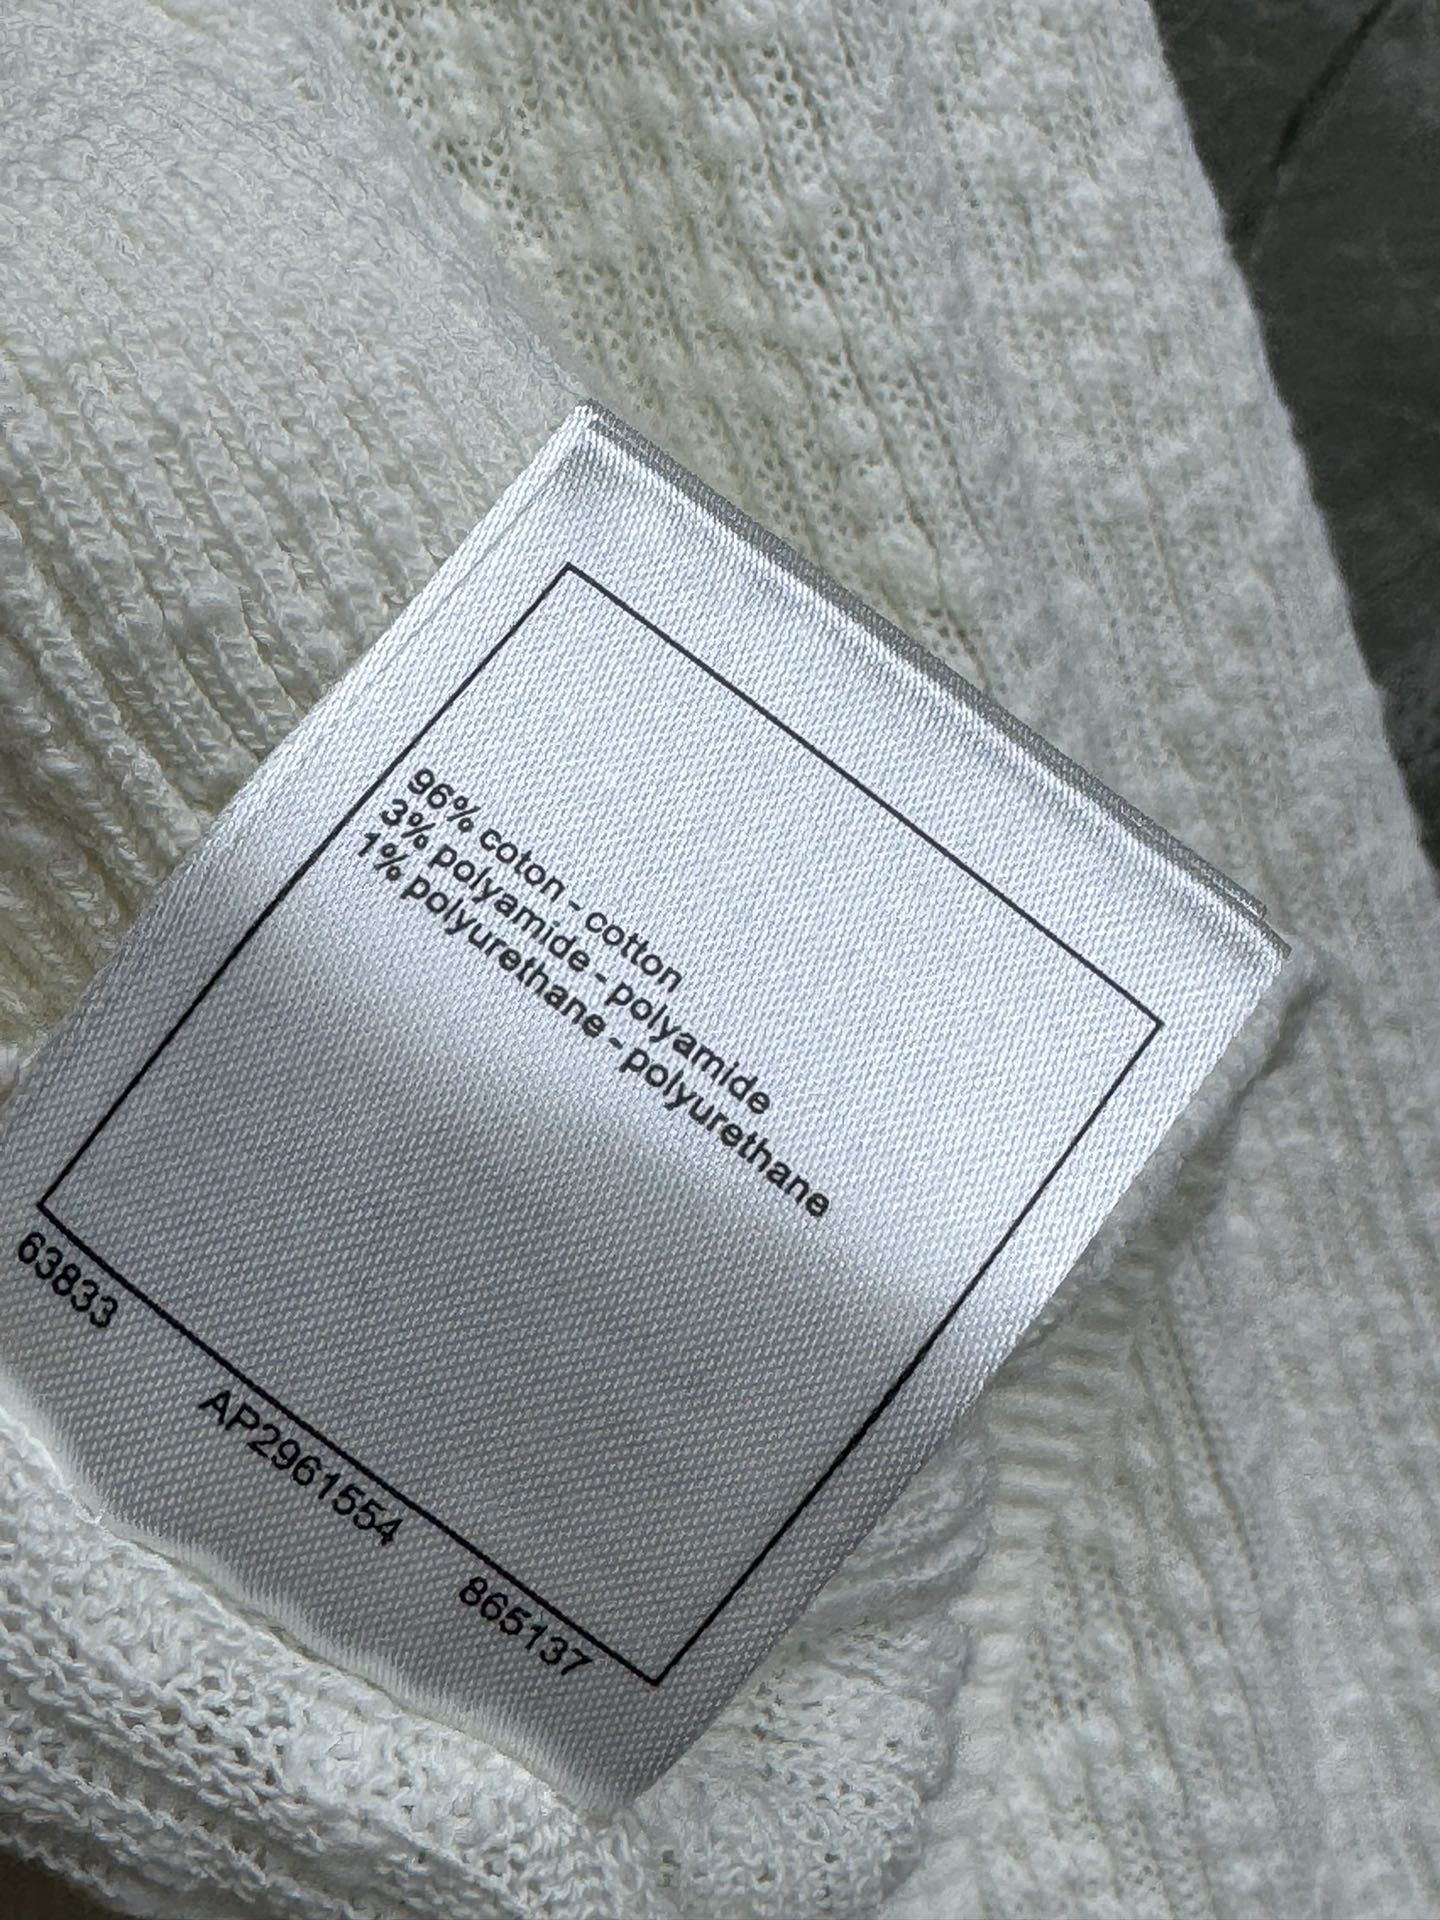 96% coton - cotton
3% polyamide - polyamide
1% polyurethane - polyurethane
63833 AP2961554 865137